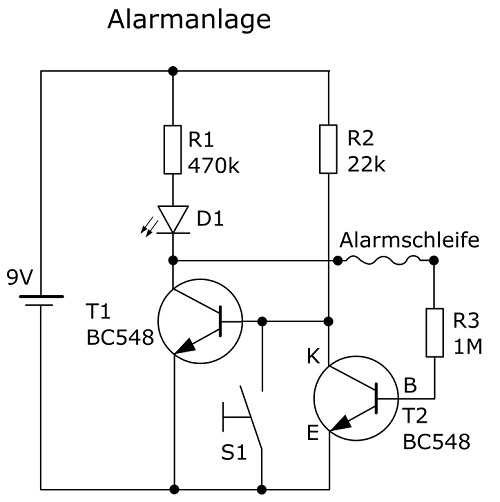 Alarmanlage
R1
470k
R2
22k
D1
Alarmschleife
9V
T1
BC548
R3
1M
K
B
T2
E
BC548
S1